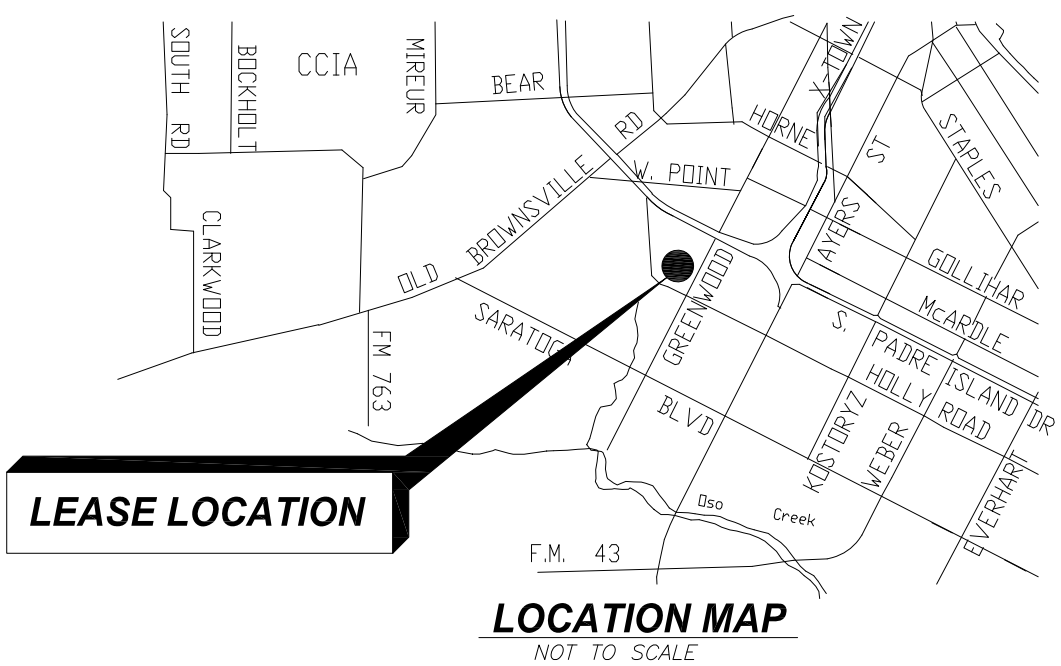 SOUTH RD
BOCKHOLT
CCIA
MIREUR
BEAR
X-TOWN
HORNE
RD
W. POINT
ST
STAPLES
CLARKWOOD
BROWNSVILLE
OLD
AYERS
GOLLIHAR
SARATOGA
GREENWOOD
McARDLE
S.
PADRE
ISLAND
DR
FM 763
HOLLY
ROAD
BLVD
KOSTORYZ
WEBER
EVERHART
LEASE LOCATION
Oso
Creek
F.M. 43
LOCATION MAP
NOT TO SCALE